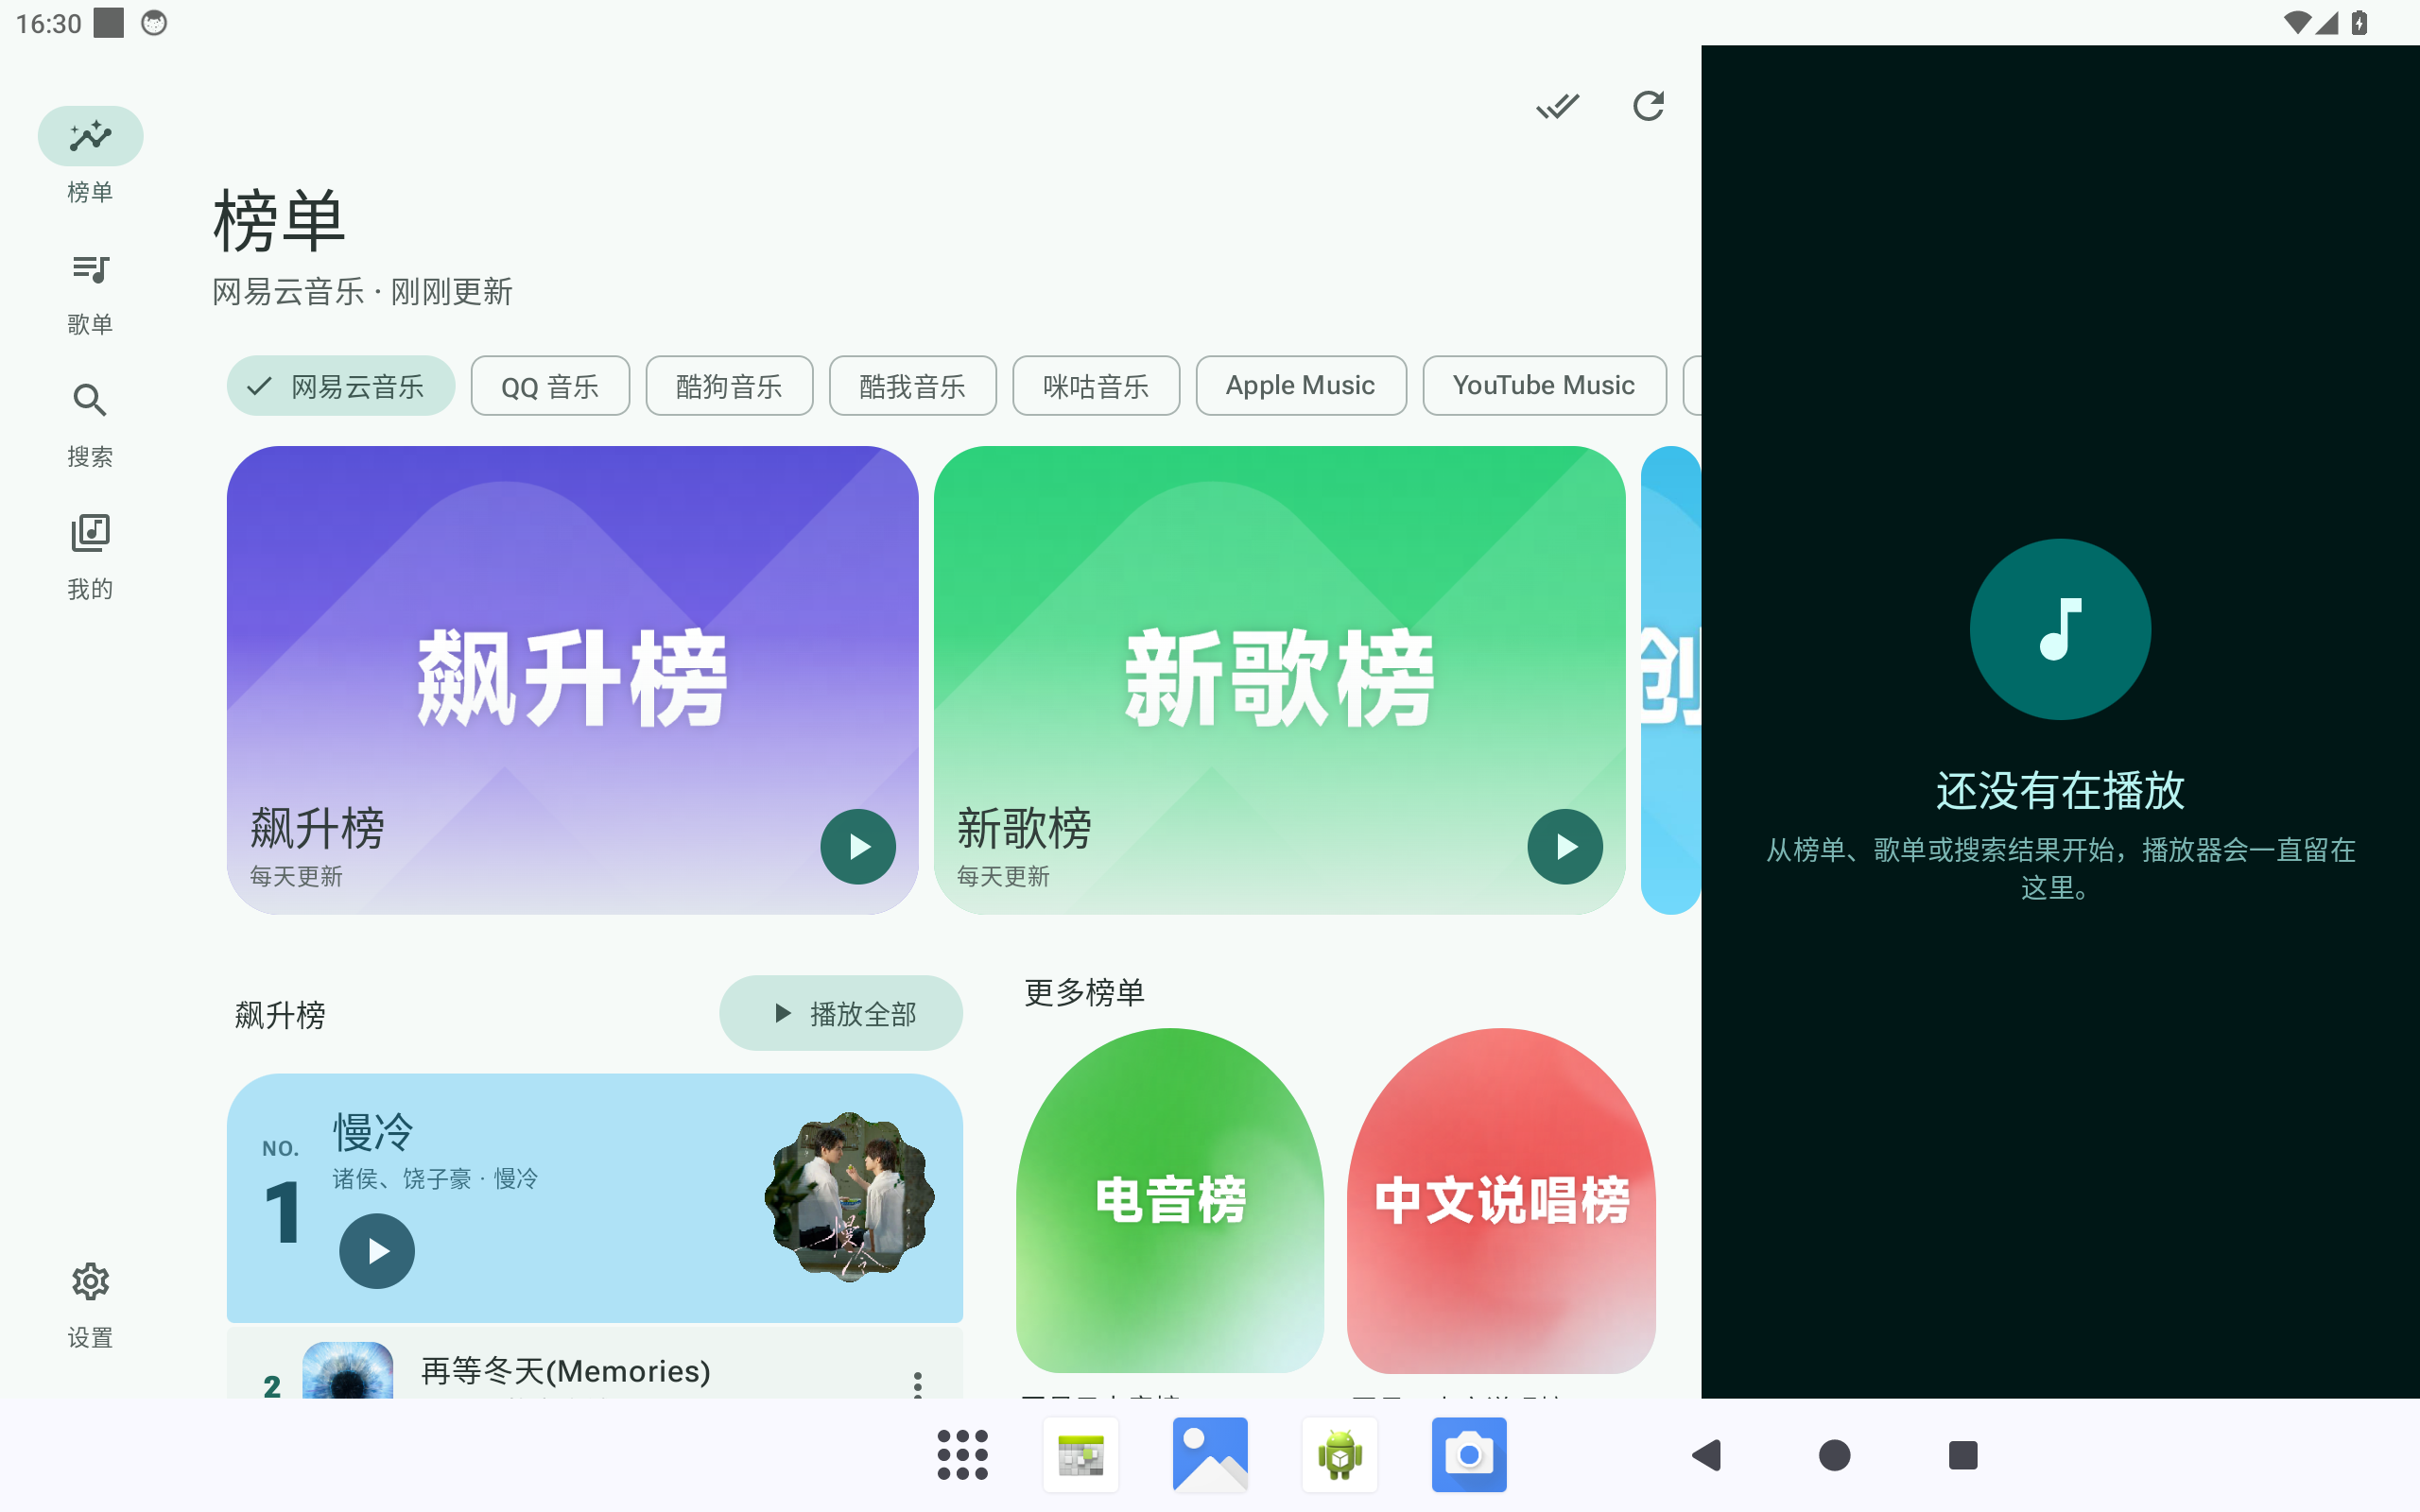 16:30
榜单
歌单
搜索
我的
设置
榜单
网易云音乐 · 刚刚更新
网易云音乐
QQ 音乐
酷狗音乐
酷我音乐
咪咕音乐
Apple Music
YouTube Music
飙升榜
飙升榜
每天更新
新歌榜
新歌榜
每天更新
创
飙升榜
播放全部
NO.
1
慢冷
诸侯、饶子豪 · 慢冷
慢冷
2
再等冬天(Memories)
更多榜单
电音榜
中文说唱榜
还没有在播放
从榜单、歌单或搜索结果开始，播放器会一直留在
这里。